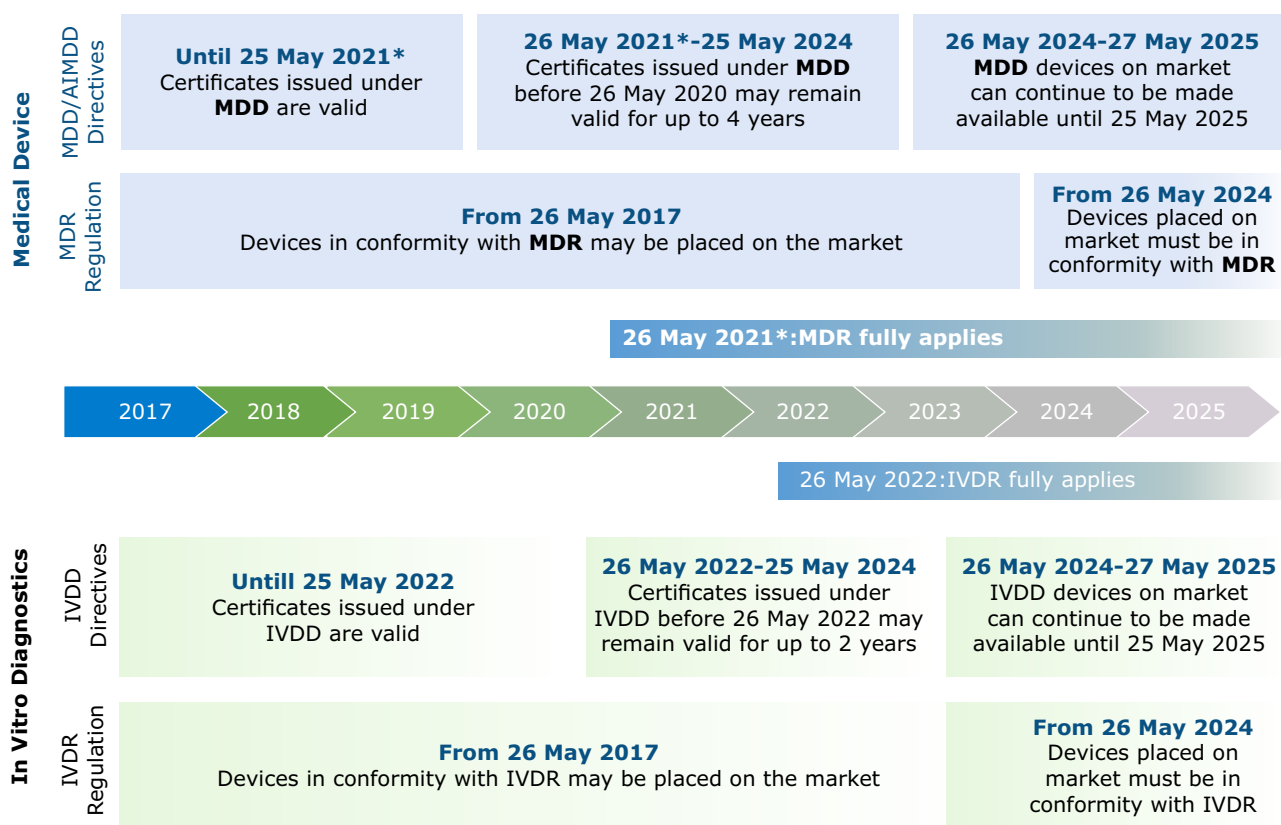 Medical Device
MDD/AIMDD
Directives
Until 25 May 2021*
Certificates issued under
MDD are valid
26 May 2021*-25 May 2024
Certificates issued under MDD
before 26 May 2020 may remain
valid for up to 4 years
26 May 2024-27 May 2025
MDD devices on market
can continue to be made
available until 25 May 2025
MDR
Regulation
From 26 May 2017
Devices in conformity with MDR may be placed on the market
From 26 May 2024
Devices placed on
market must be in
conformity with MDR
26 May 2021*:MDR fully applies
2017
2018
2019
2020
2021
2022
2023
2024
2025
26 May 2022:IVDR fully applies
In Vitro Diagnostics
IVDD
Directives
Untill 25 May 2022
Certificates issued under
IVDD are valid
26 May 2022-25 May 2024
Certificates issued under
IVDD before 26 May 2022 may
remain valid for up to 2 years
26 May 2024-27 May 2025
IVDD devices on market
can continue to be made
available until 25 May 2025
IVDR
Regulation
From 26 May 2017
Devices in conformity with IVDR may be placed on the market
From 26 May 2024
Devices placed on
market must be in
conformity with IVDR